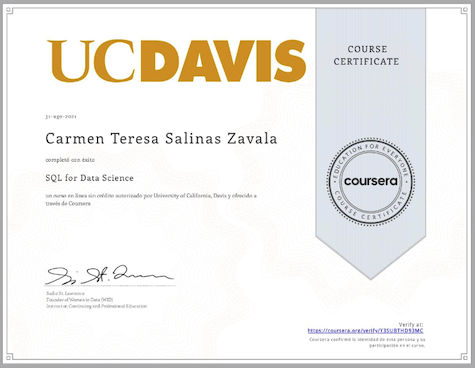 UCDAVIS
COURSE
CERTIFICATE
31-ago-2021
Carmen Teresa Salinas Zavala
completó con éxito
SQL for Data Science
un curso en línea sin crédito autorizado por University of California, Davis y ofrecido a
través de Coursera
EDUCATION FOR EVERYONE
coursera
COURSE CERTIFICATE
Sadie St. Lawrence
Founder of Women in Data (WID)
Instructor, Continuing and Professional Education
Verify at:
https://coursera.org/verify/Y3SUBTHD93MC
Coursera confirmó la identidad de esta persona y su
participación en el curso.